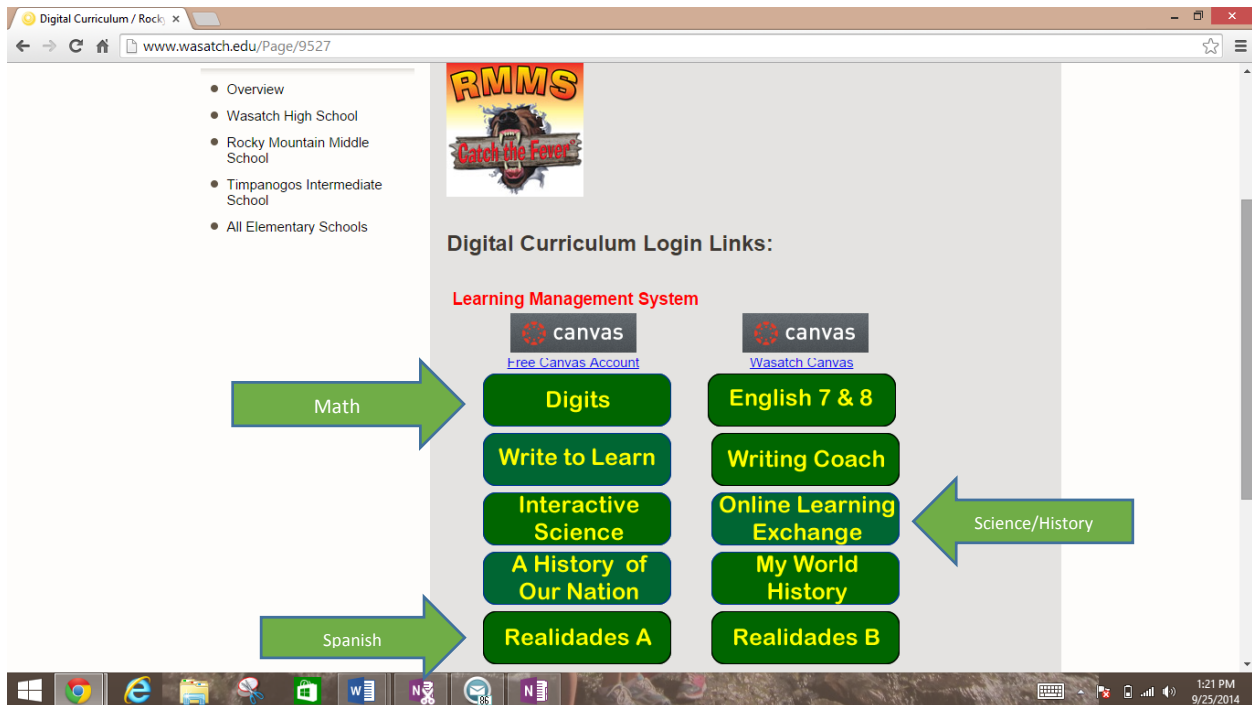 Digital Curriculum / Rocky
www.wasatch.edu/Page/9527
Overview
Wasatch High School
Rocky Mountain Middle
School
Timpanogos Intermediate
School
All Elementary Schools
RMMS
Catch the Fever
Digital Curriculum Login Links:
Learning Management System
canvas
canvas
Free Canvas Account
Wasatch Canvas
Math
Digits
English 7 & 8
Write to Learn
Writing Coach
Interactive
Science
Online Learning
Exchange
Science/History
A History of
Our Nation
My World
History
Spanish
Realidades A
Realidades B
86
1:21 PM
9/25/2014